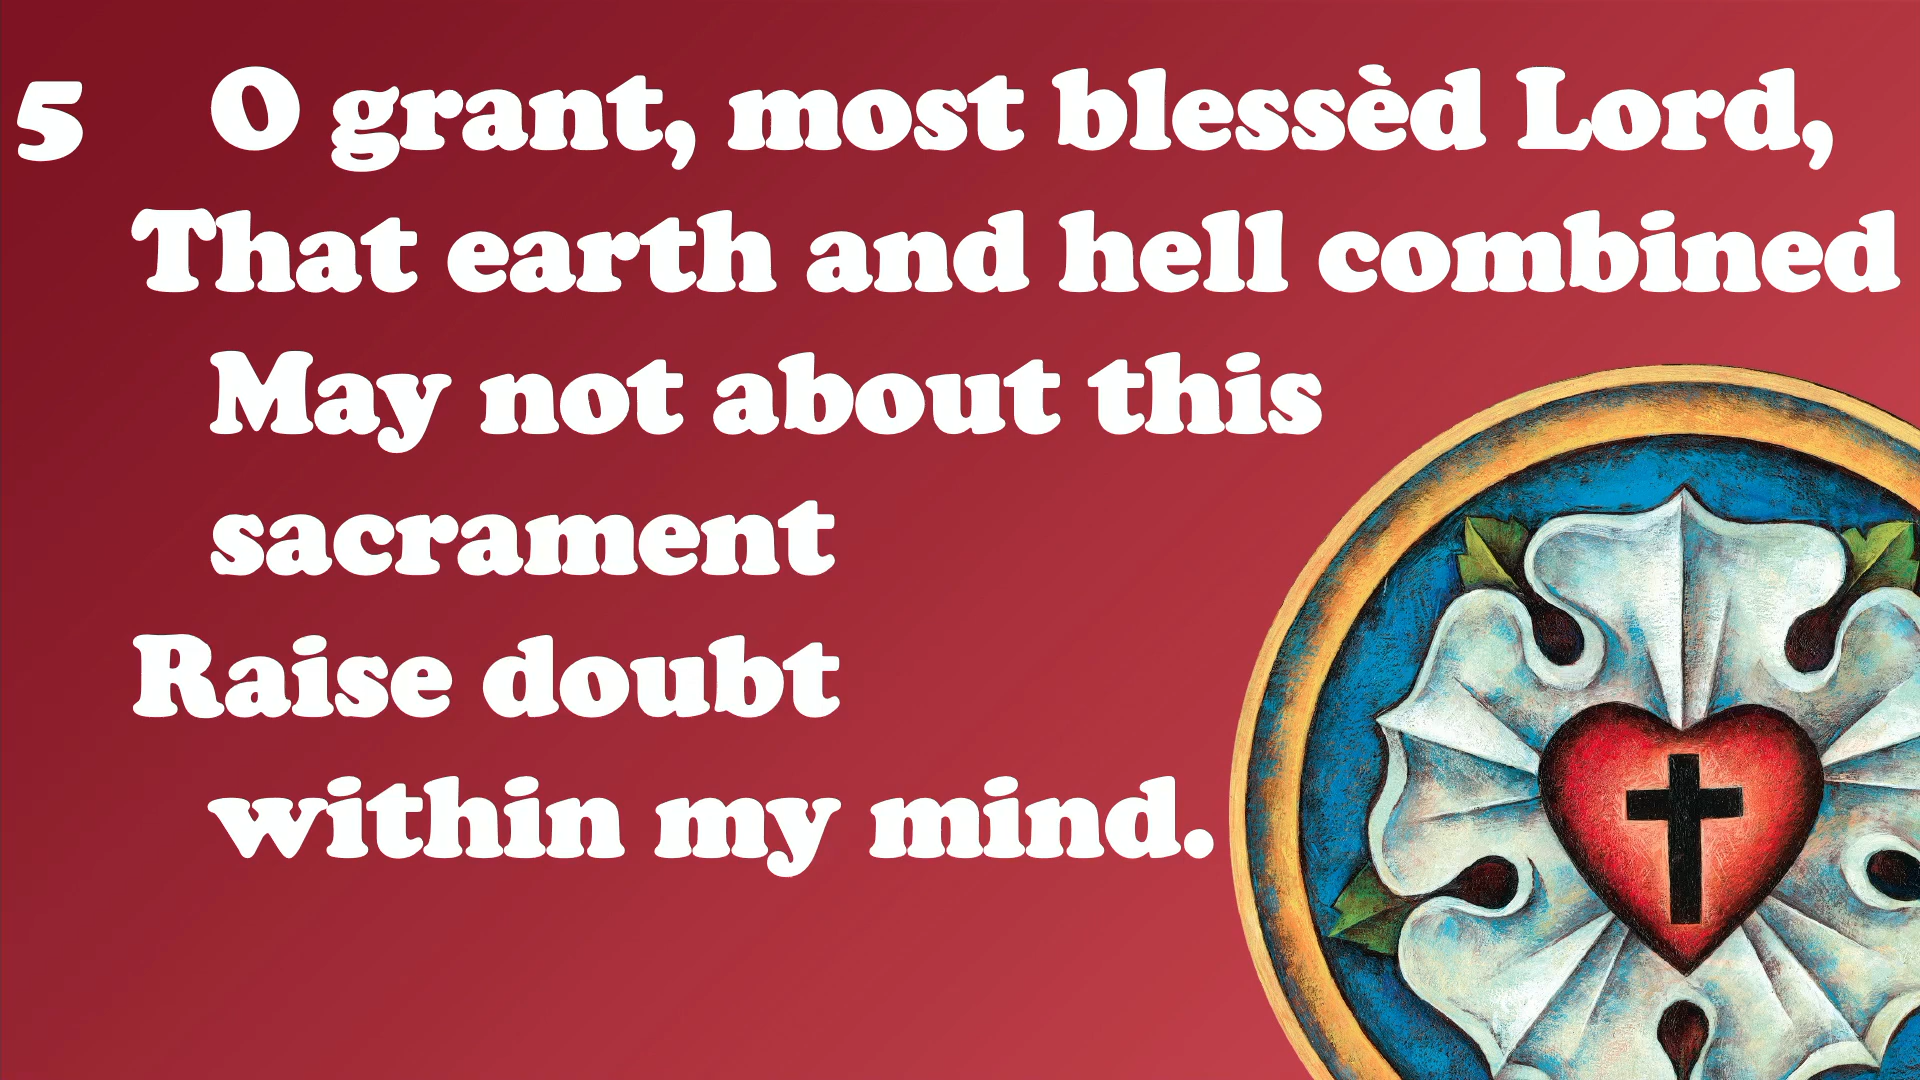 5 O grant, most blessèd Lord,
That earth and hell combined
May not about this
sacrament
Raise doubt
within my mind.